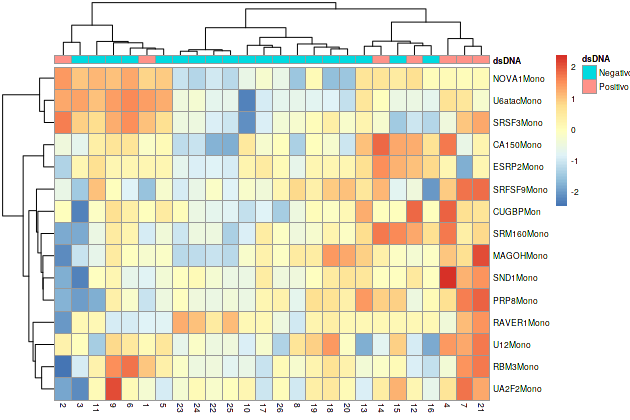 dsDNA
NOVA1Mono
U6atacMono
SRSF3Mono
CA150Mono
ESRP2Mono
SRFSF9Mono
CUGBPMon
SRM160Mono
MAGOHMono
SND1Mono
PRP8Mono
RAVER1Mono
U12Mono
RBM3Mono
UA2F2Mono
2 3 11 9 6 1 5 23 24 22 25 10 17 26 8 19 18 20 13 14 15 12 16 4 7 21
2
1
0
-1
-2
dsDNA
Negativo
Positivo